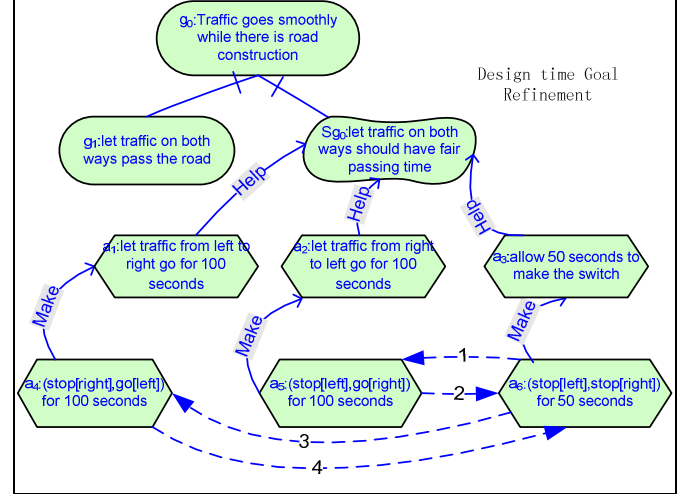 g0:Traffic goes smoothly
while there is road
construction
Design time Goal
Refinement
g1:let traffic on both
ways pass the road
Sg0:let traffic on both
ways should have fair
passing time
Help
Help
Help
a1:let traffic from left to
right go for 100
seconds
a2:let traffic from right
to left go for 100
seconds
a3:allow 50 seconds to
make the switch
Make
Make
Make
a4:(stop[right],go[left])
for 100 seconds
a5:(stop[left],go[right])
for 100 seconds
a6:(stop[left],stop[right])
for 50 seconds
1
2
3
4